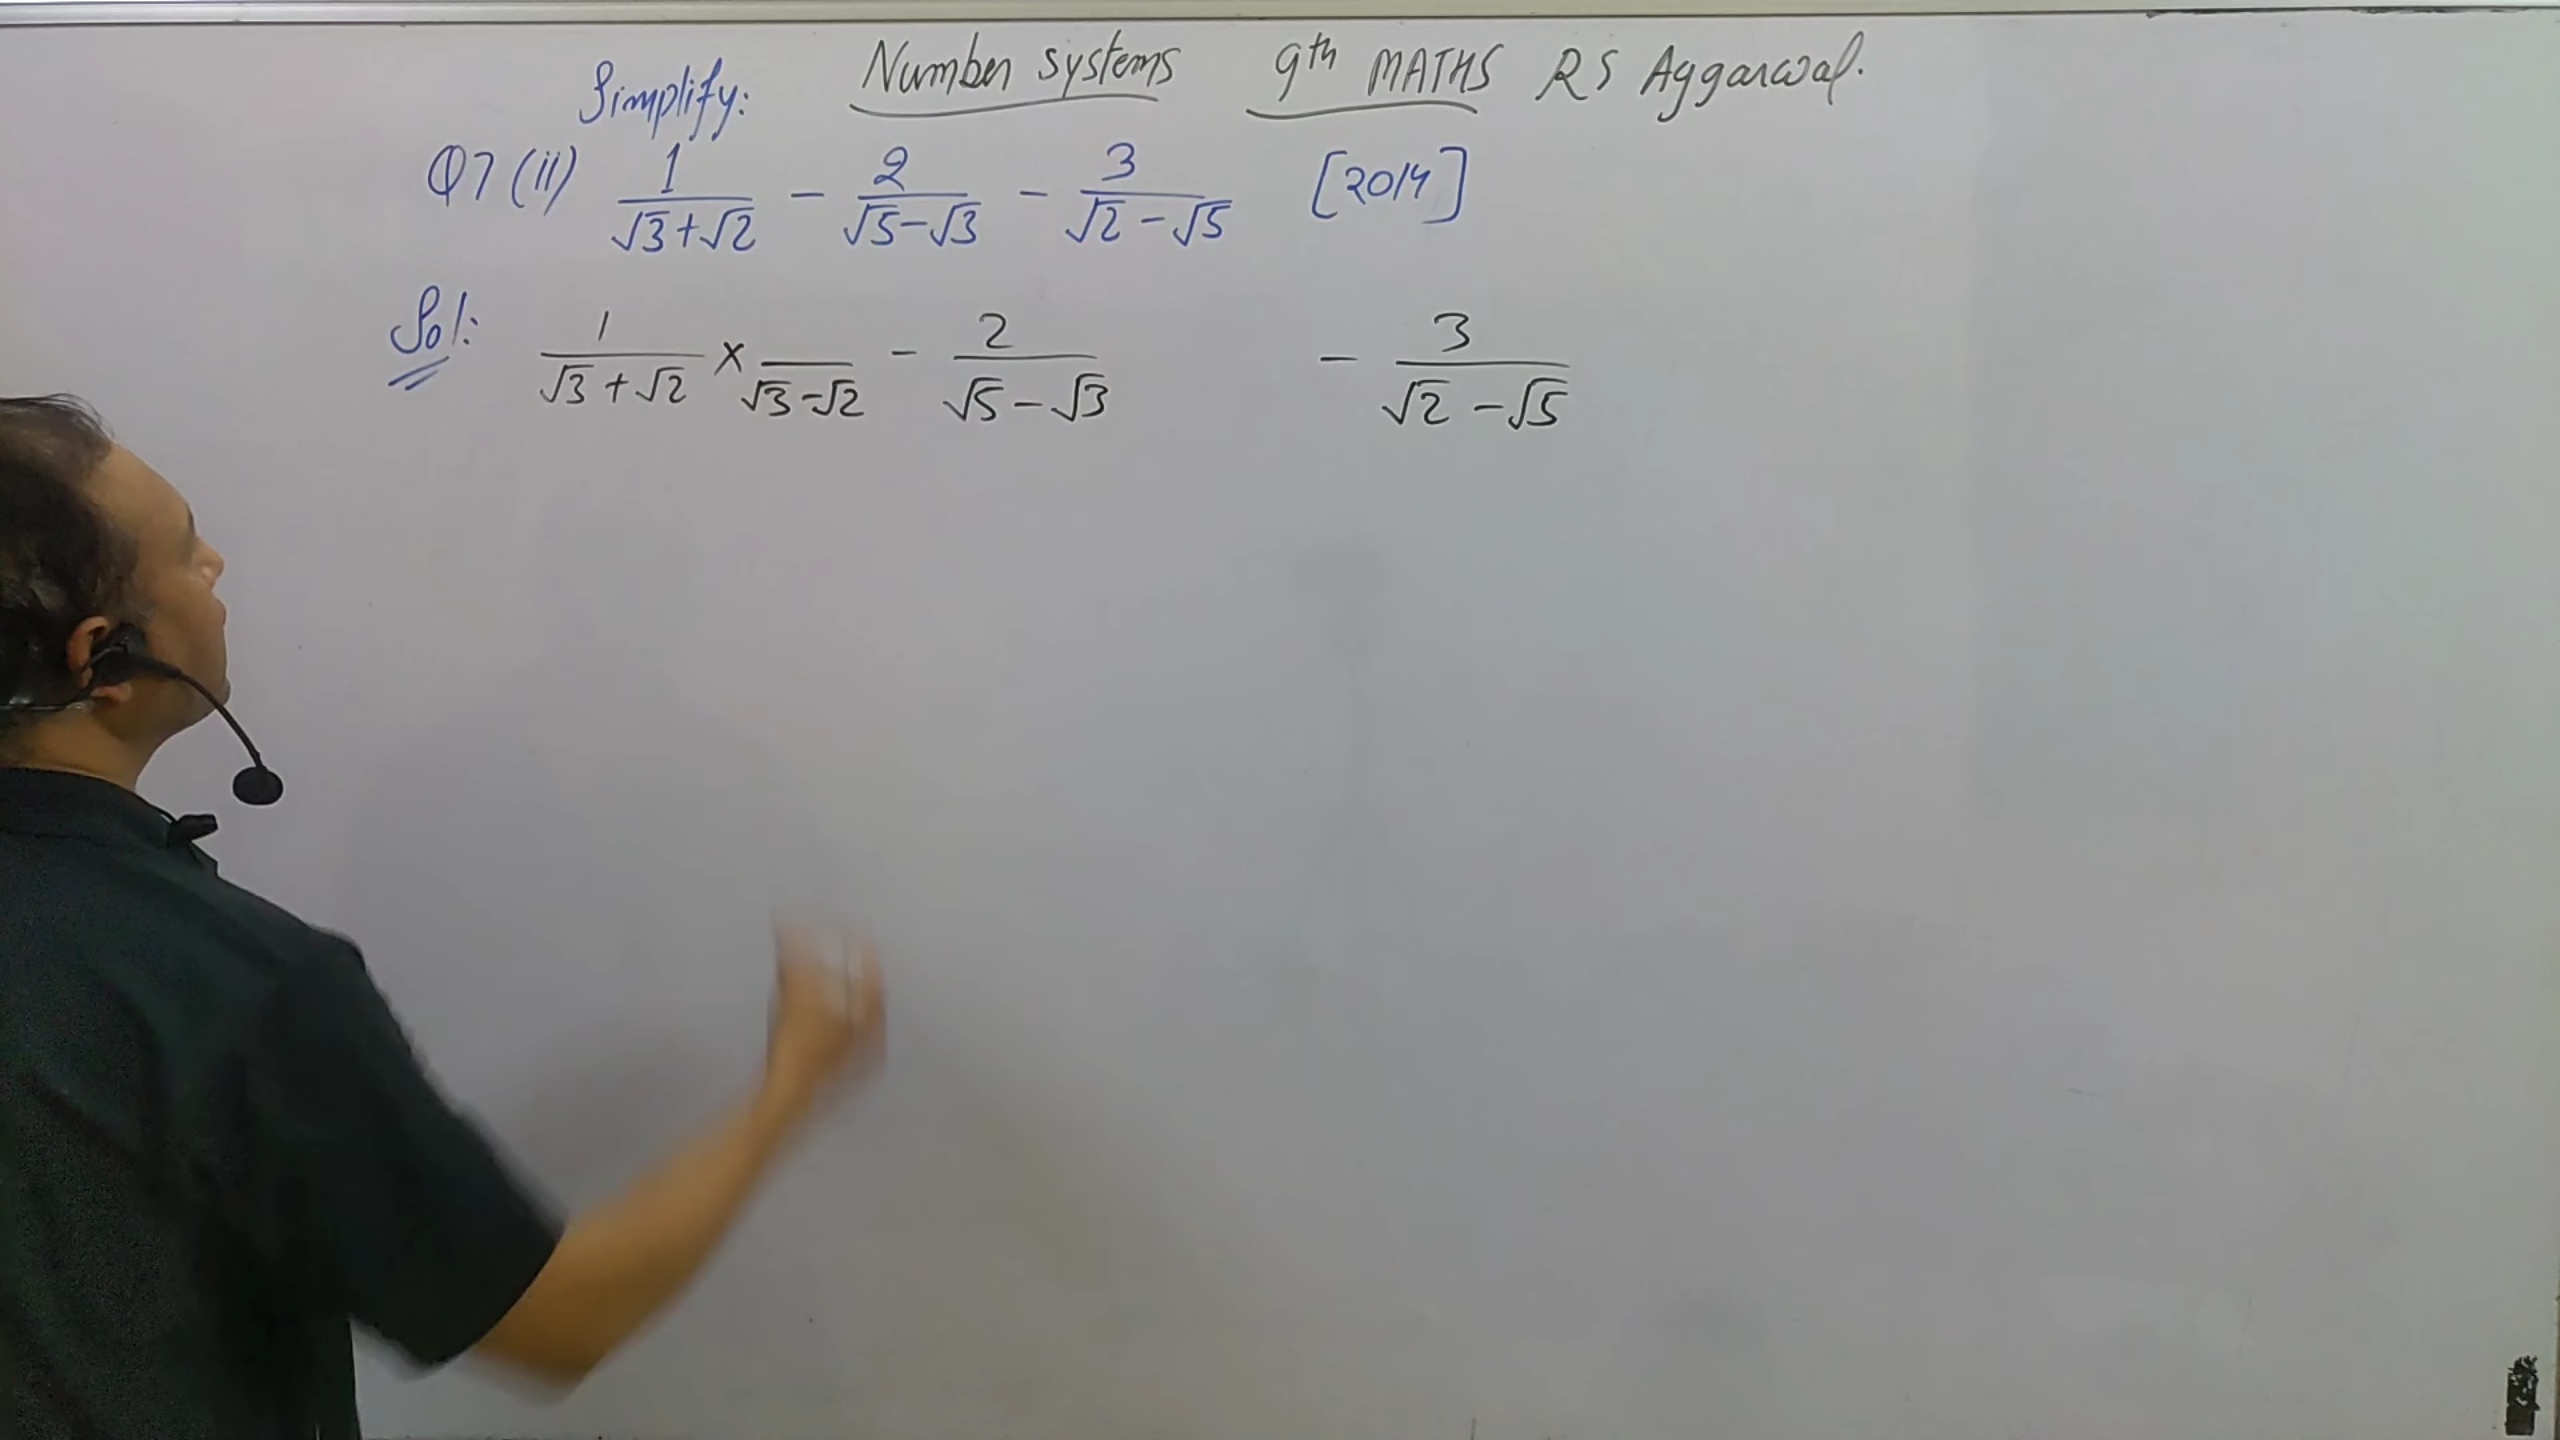 Number systems 9th MATHS RS Aggarwal.
Simplify:
Q7 (ii) 1/(√3+√2) - 2/(√5-√3) - 3/(√2-√5) [2014]
Sol: 1/(√3+√2) × /(√3-√2) - 2/(√5-√3) - 3/(√2-√5)